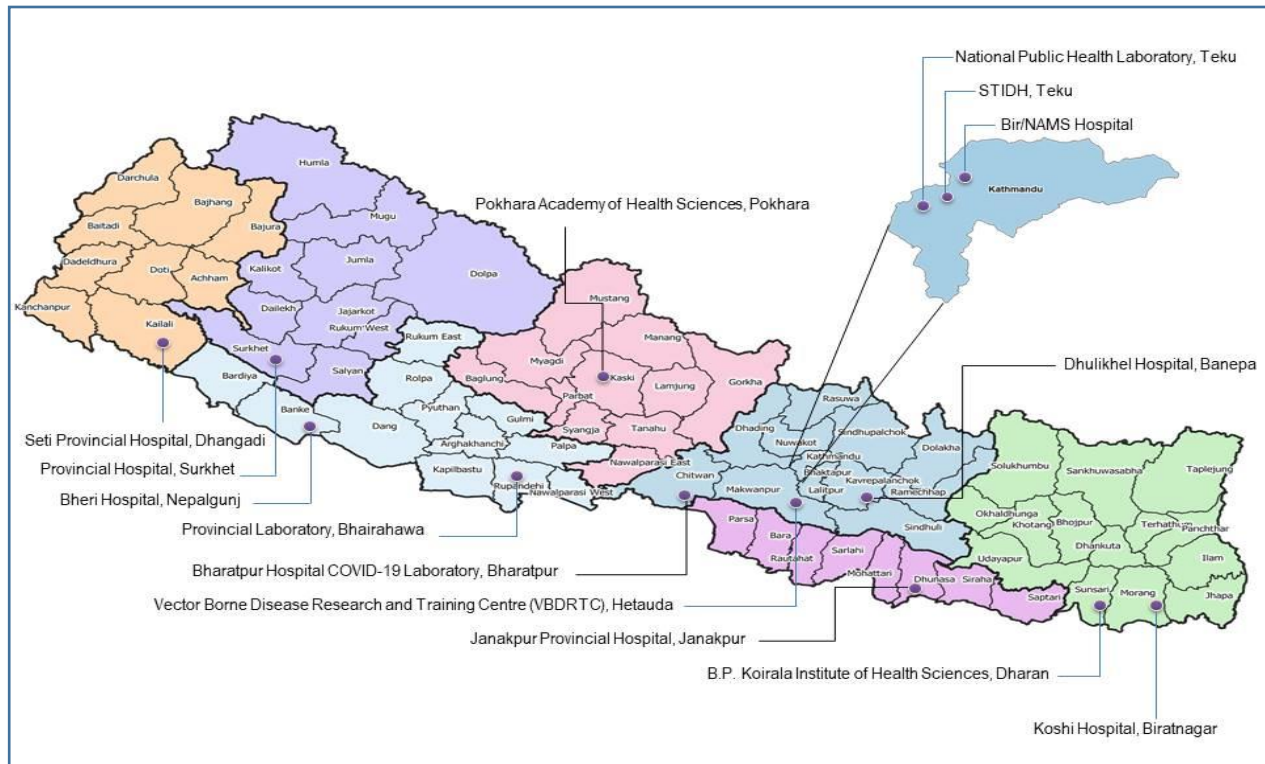 National Public Health Laboratory, Teku
STIDH, Teku
Bir/NAMS Hospital
Kathmandu
Pokhara Academy of Health Sciences, Pokhara
Dhulikhel Hospital, Banepa
Darchula
Bajhang
Baitadi
Bajura
Dadeldhura
Doti
Achham
Kanchanpur
Kailali
Humla
Mugu
Jumla
Kalikot
Dolpa
Dailekh
Jajarkot
Rukum West
Surkhet
Salyan
Rukum East
Rolpa
Bardiya
Banke
Dang
Pyuthan
Gulmi
Arghakhanchi
Palpa
Kapilbastu
Rupandehi
Nawalparasi West
Mustang
Manang
Myagdi
Baglung
Kaski
Lamjung
Gorkha
Parbat
Syangja
Tanahu
Nawalparasi East
Rasuwa
Dhading
Nuwakot
Sindhupalchok
Kathmandu
Bhaktapur
Dolakha
Chitwan
Makwanpur
Lalitpur
Kavrepalanchok
Ramechhap
Sindhuli
Parsa
Bara
Rautahat
Sarlahi
Mohattari
Dhunasa
Siraha
Saptari
Solukhumbu
Sankhuwasabha
Taplejung
Okhaldhunga
Khotang
Bhojpur
Terhathum
Panchthar
Dhankuta
Udayapur
Ilam
Sunsari
Morang
Jhapa
Seti Provincial Hospital, Dhangadi
Provincial Hospital, Surkhet
Bheri Hospital, Nepalgunj
Provincial Laboratory, Bhairahawa
Bharatpur Hospital COVID-19 Laboratory, Bharatpur
Vector Borne Disease Research and Training Centre (VBDRTC), Hetauda
Janakpur Provincial Hospital, Janakpur
B.P. Koirala Institute of Health Sciences, Dharan
Koshi Hospital, Biratnagar